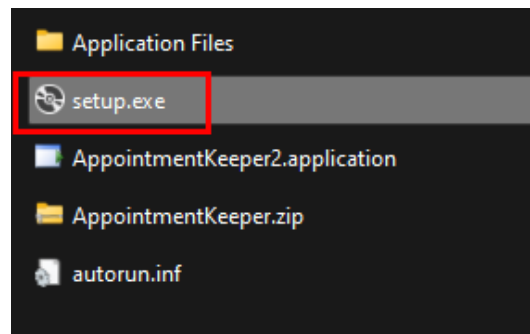 Application Files
setup.exe
AppointmentKeeper2.application
AppointmentKeeper.zip
autorun.inf